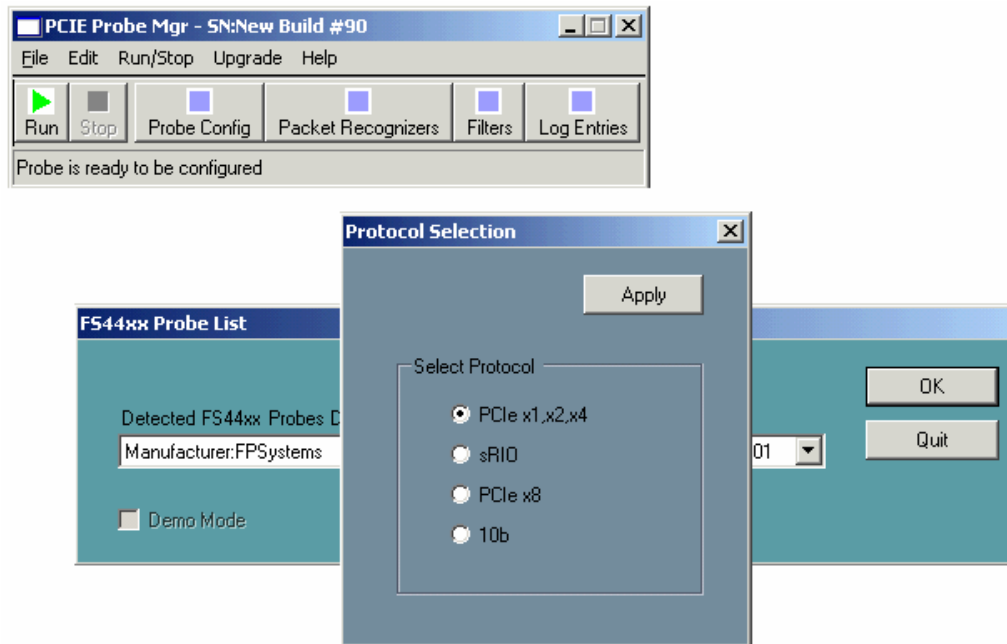 PCIE Probe Mgr - SN:New Build #90
File Edit Run/Stop Upgrade Help
Run Stop Probe Config Packet Recognizers Filters Log Entries
Probe is ready to be configured
Protocol Selection
Apply
Select Protocol
PCIe x1,x2,x4
sRIO
PCIe x8
10b
FS44xx Probe List
Detected FS44xx Probes D
Manufacturer:FPSystems
01
Demo Mode
OK
Quit